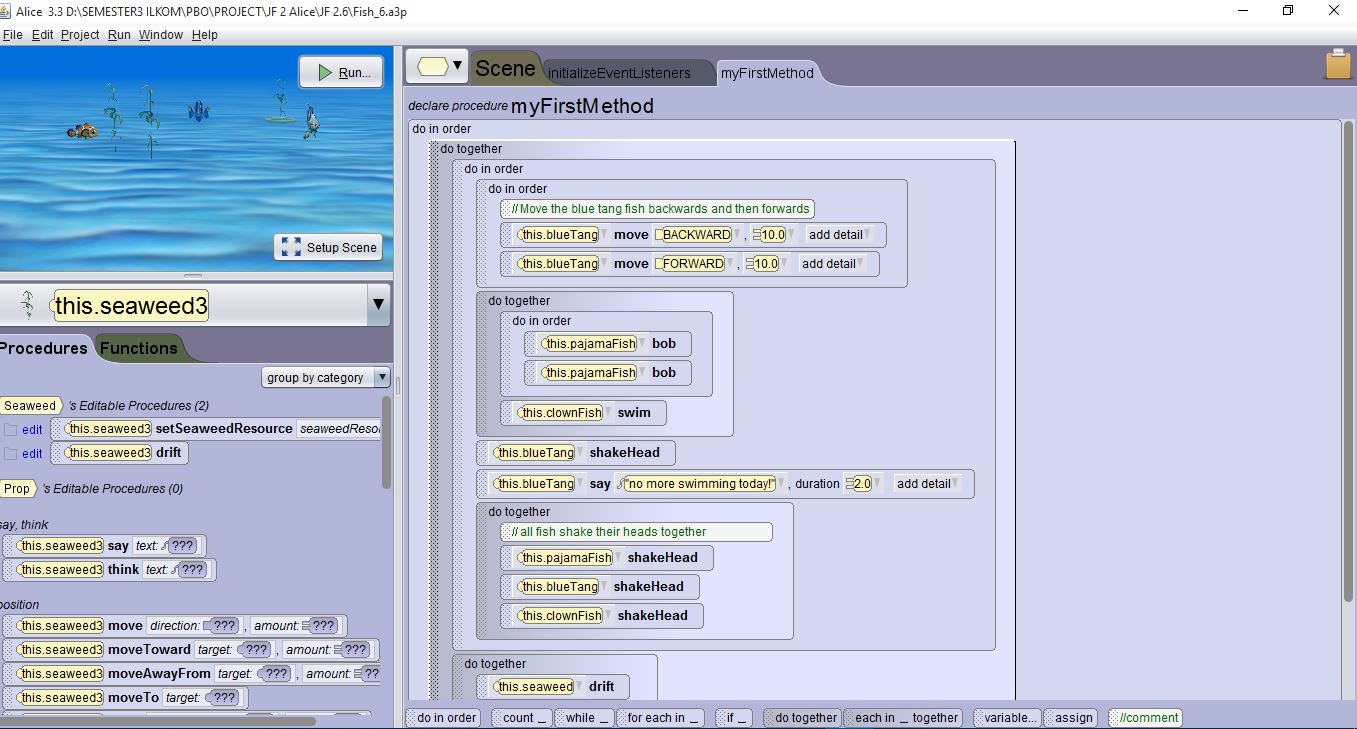 Alice 3.3 D:\SEMESTER3 ILKOM\PBO\PROJECT\JF 2 Alice\JF 2.6\Fish_6.a3p
File Edit Project Run Window Help
Run...
Setup Scene
this.seaweed3
Procedures Functions
group by category
Seaweed 's Editable Procedures (2)
edit this.seaweed3 setSeaweedResource
edit this.seaweed3 drift
Prop 's Editable Procedures (0)
say, think
this.seaweed3 say text: ???
this.seaweed3 think text: ???
position
this.seaweed3 move direction: ???, amount: ???
this.seaweed3 moveToward target: ???, amount: ???
this.seaweed3 moveAwayFrom target: ???, amount: ??
this.seaweed3 moveTo target: ???
Scene initializeEventListeners myFirstMethod
declare procedure myFirstMethod
do in order
do together
do in order
do in order
//Move the blue tang fish backwards and then forwards
this.blueTang move BACKWARD , 10.0 add detail
this.blueTang move FORWARD , 10.0 add detail
do together
do in order
this.pajamaFish bob
this.pajamaFish bob
this.clownFish swim
this.blueTang shakeHead
this.blueTang say "no more swimming today!" , duration 2.0 add detail
do together
// all fish shake their heads together
this.pajamaFish shakeHead
this.blueTang shakeHead
this.clownFish shakeHead
do together
this.seaweed drift
do in order count _ while _ for each in _ if _ do together each in _ together variable... assign //comment